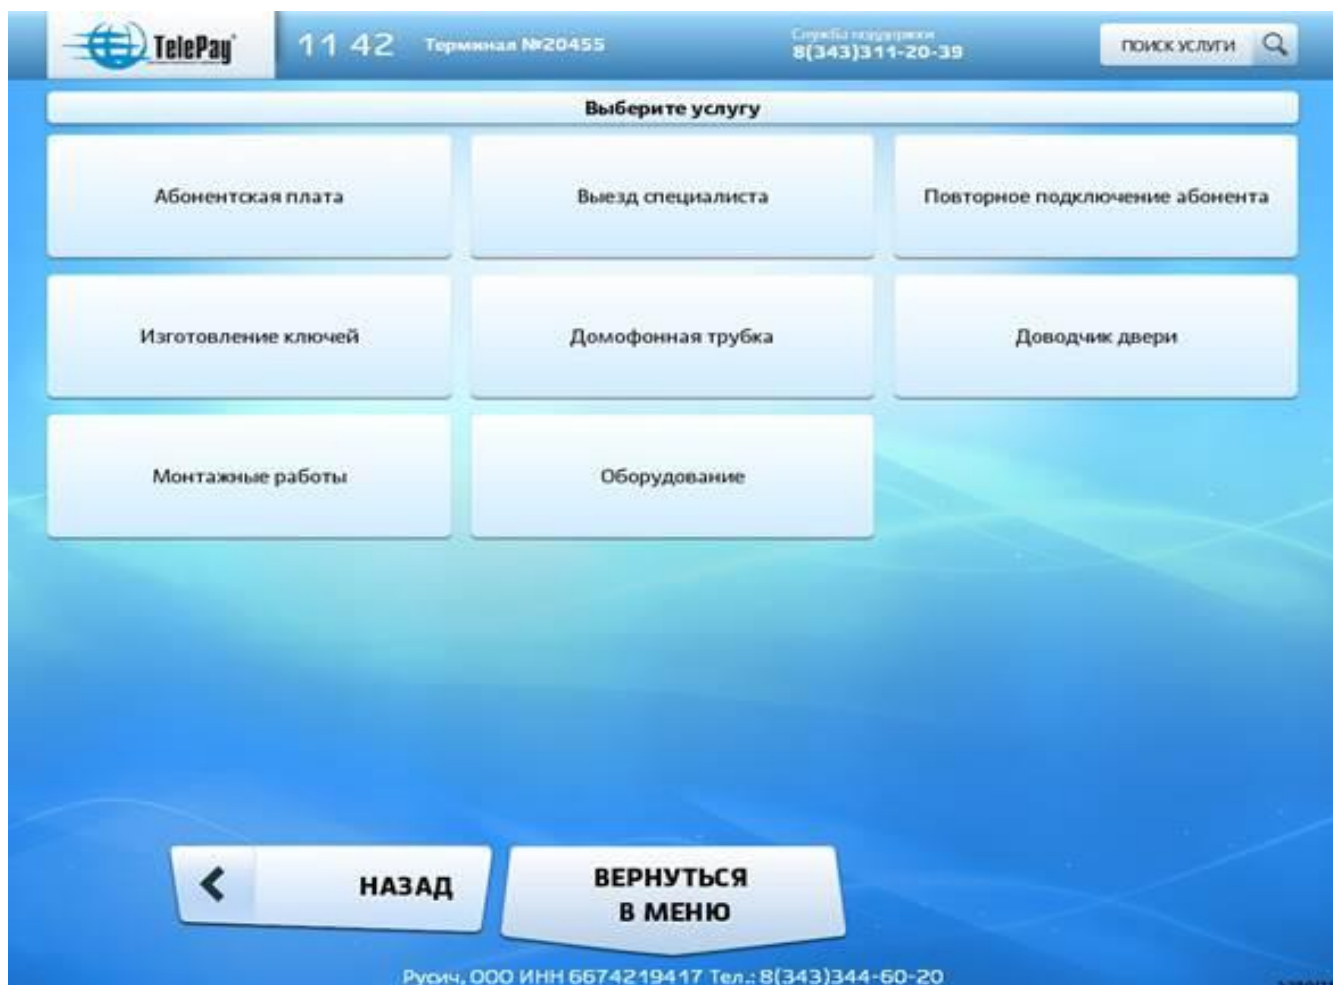 TelePay
11 42
Терминал №20455
Служба поддержки
8(343)311-20-39
ПОИСК УСЛУГИ
Выберите услугу
Абонентская плата
Выезд специалиста
Повторное подключение абонента
Изготовление ключей
Домофонная трубка
Доводчик двери
Монтажные работы
Оборудование
НАЗАД
ВЕРНУТЬСЯ
В МЕНЮ
Русич, ООО ИНН 6674219417 Тел.: 8(343)344-60-20